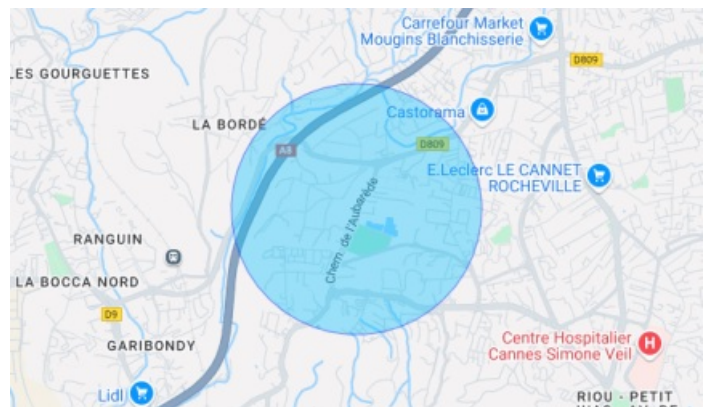 Carrefour Market
Mougins Blanchisserie
D809
LES GOURGUETTES
Castorama
LA BORDE
D809
A8
E.Leclerc LE CANNET
ROCHEVILLE
Chem. de l'Aubarède
RANGUIN
LA BOCCA NORD
D9
GARIBONDY
Centre Hospitalier
Cannes Simone Veil
H
Lidl
RIOU - PETIT